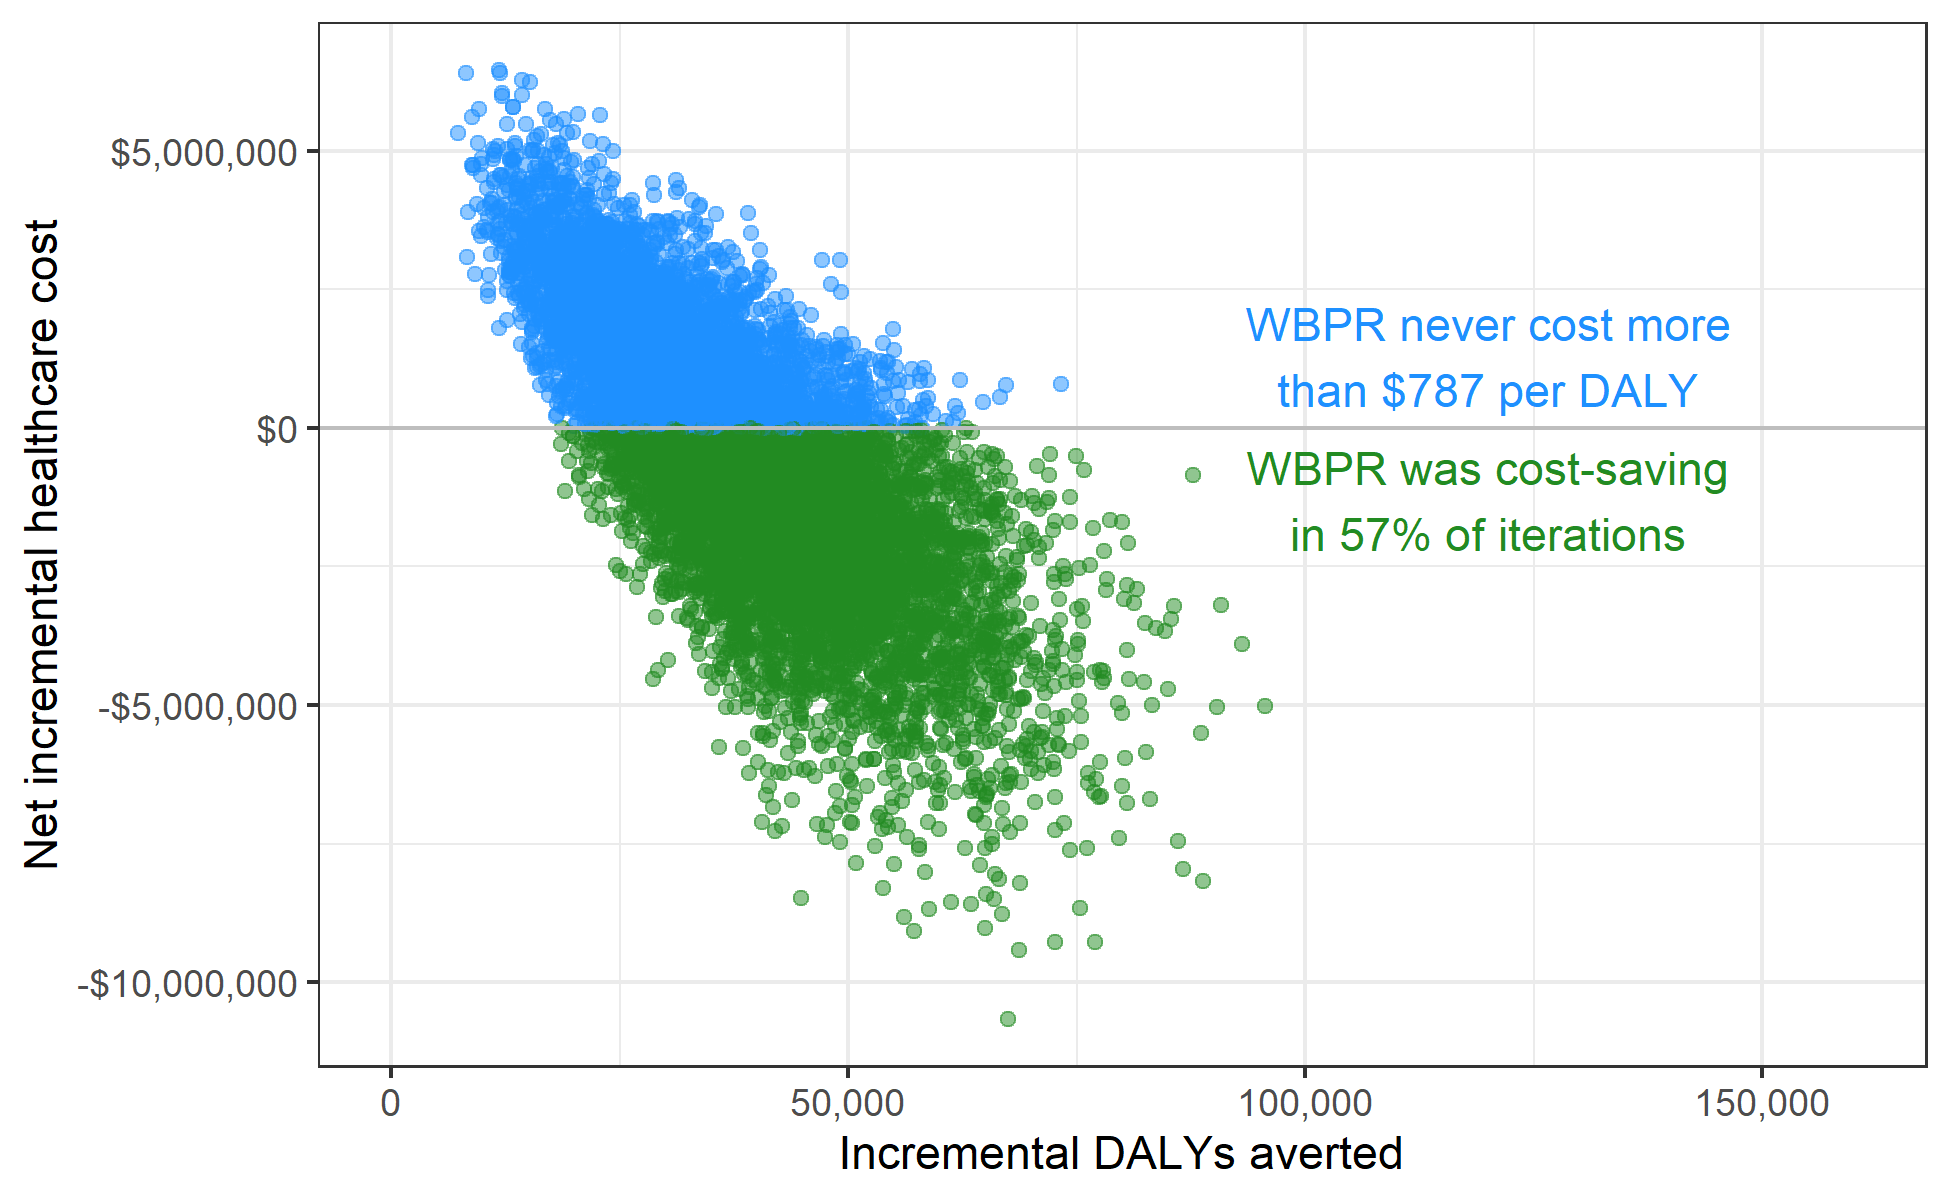 Net incremental healthcare cost
$5,000,000
$0
-$5,000,000
-$10,000,000
WBPR never cost more
than $787 per DALY
WBPR was cost-saving
in 57% of iterations
0
50,000
100,000
150,000
Incremental DALYs averted